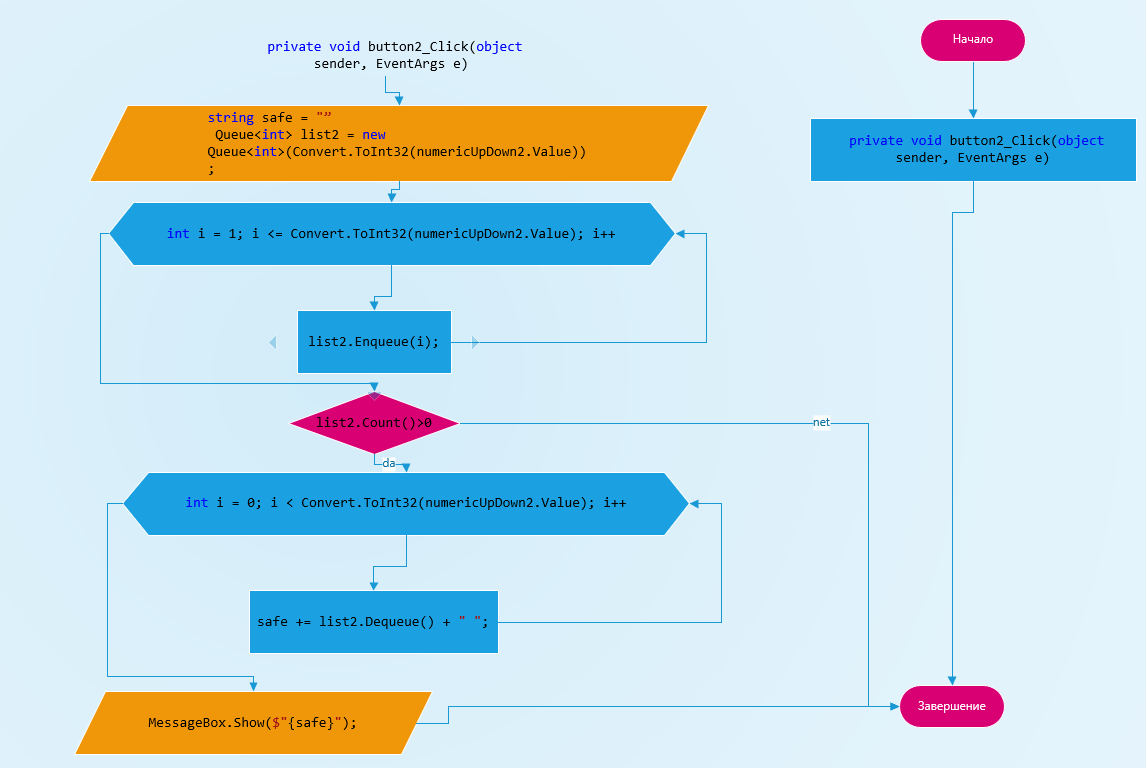 private void button2_Click(object
sender, EventArgs e)
string safe = "”
Queue<int> list2 = new
Queue<int>(Convert.ToInt32(numericUpDown2.Value))
;
int i = 1; i <= Convert.ToInt32(numericUpDown2.Value); i++
list2.Enqueue(i);
list2.Count()>0
net
da
int i = 0; i < Convert.ToInt32(numericUpDown2.Value); i++
safe += list2.Dequeue() + " ";
MessageBox.Show($"{safe}");
Начало
private void button2_Click(object
sender, EventArgs e)
Завершение